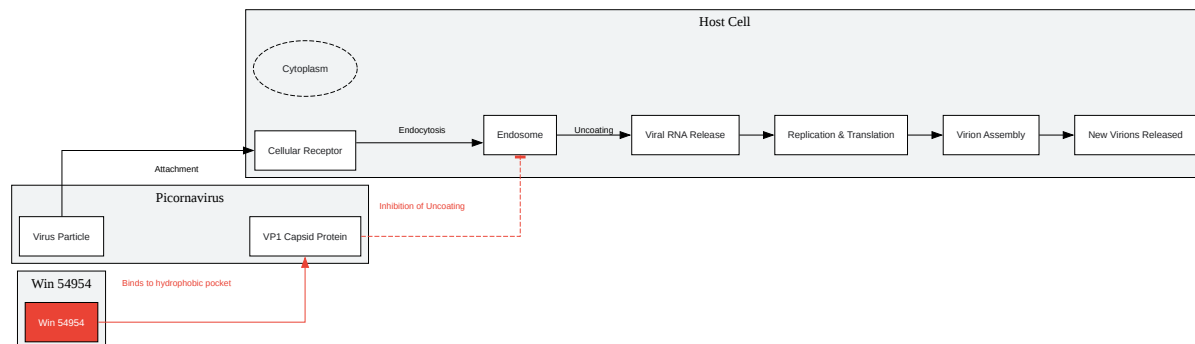 Host Cell
Cytoplasm
Endocytosis
Endosome
Uncoating
Viral RNA Release
Replication & Translation
Virion Assembly
New Virions Released
Cellular Receptor
Attachment
Picornavirus
Inhibition of Uncoating
Virus Particle
VP1 Capsid Protein
Win 54954
Binds to hydrophobic pocket
Win 54954